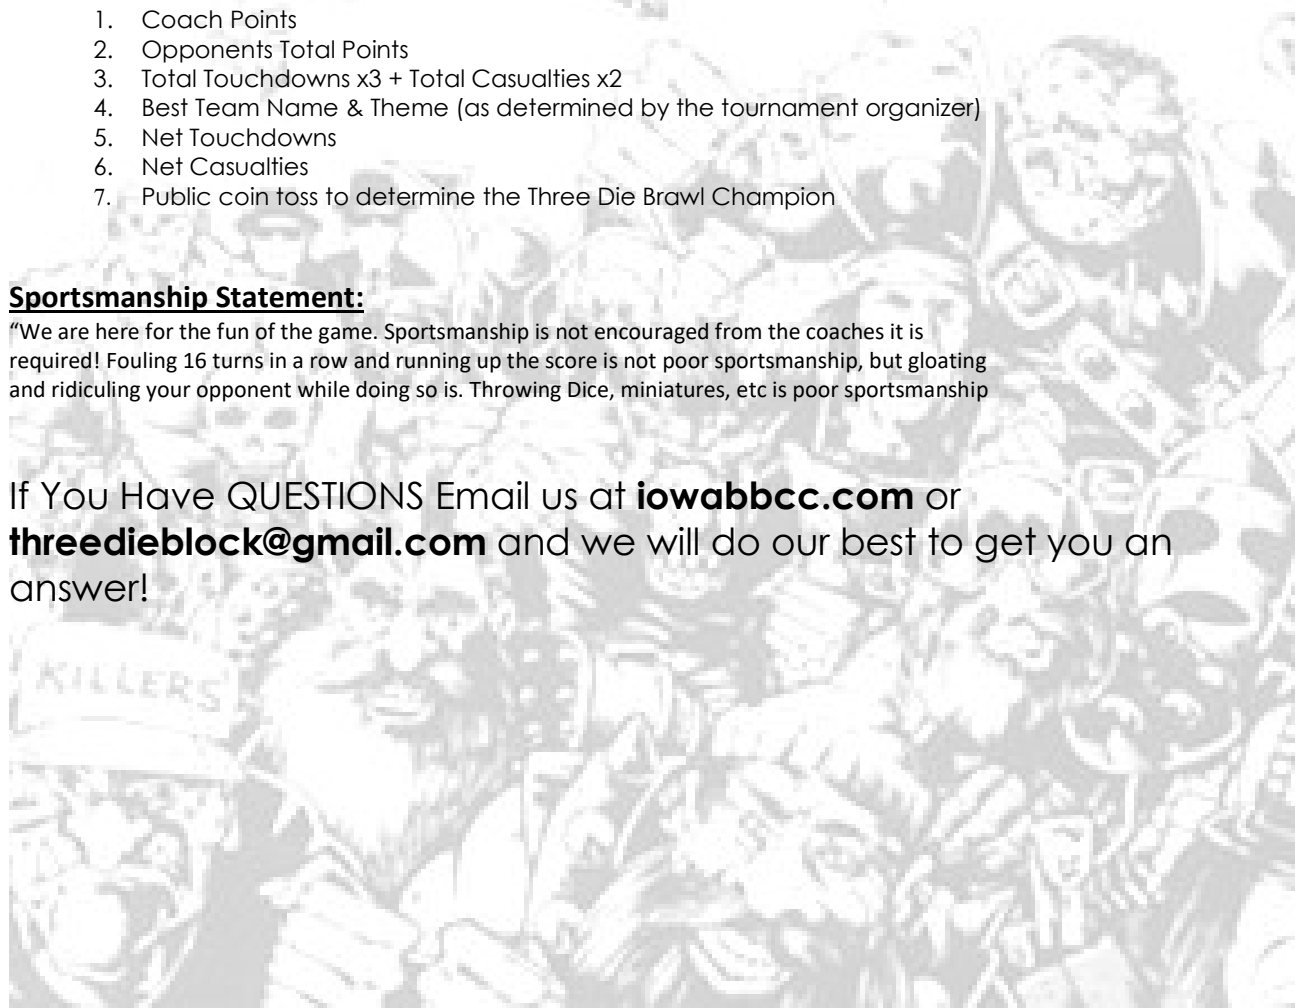 1. Coach Points
2. Opponents Total Points
3. Total Touchdowns x3 + Total Casualties x2
4. Best Team Name & Theme (as determined by the tournament organizer)
5. Net Touchdowns
6. Net Casualties
7. Public coin toss to determine the Three Die Brawl Champion
Sportsmanship Statement:
“We are here for the fun of the game. Sportsmanship is not encouraged from the coaches it is
required! Fouling 16 turns in a row and running up the score is not poor sportsmanship, but gloating
and ridiculing your opponent while doing so is. Throwing Dice, miniatures, etc is poor sportsmanship
If You Have QUESTIONS Email us at iowabbcc.com or
threedieblock@gmail.com and we will do our best to get you an
answer!
KILLERS